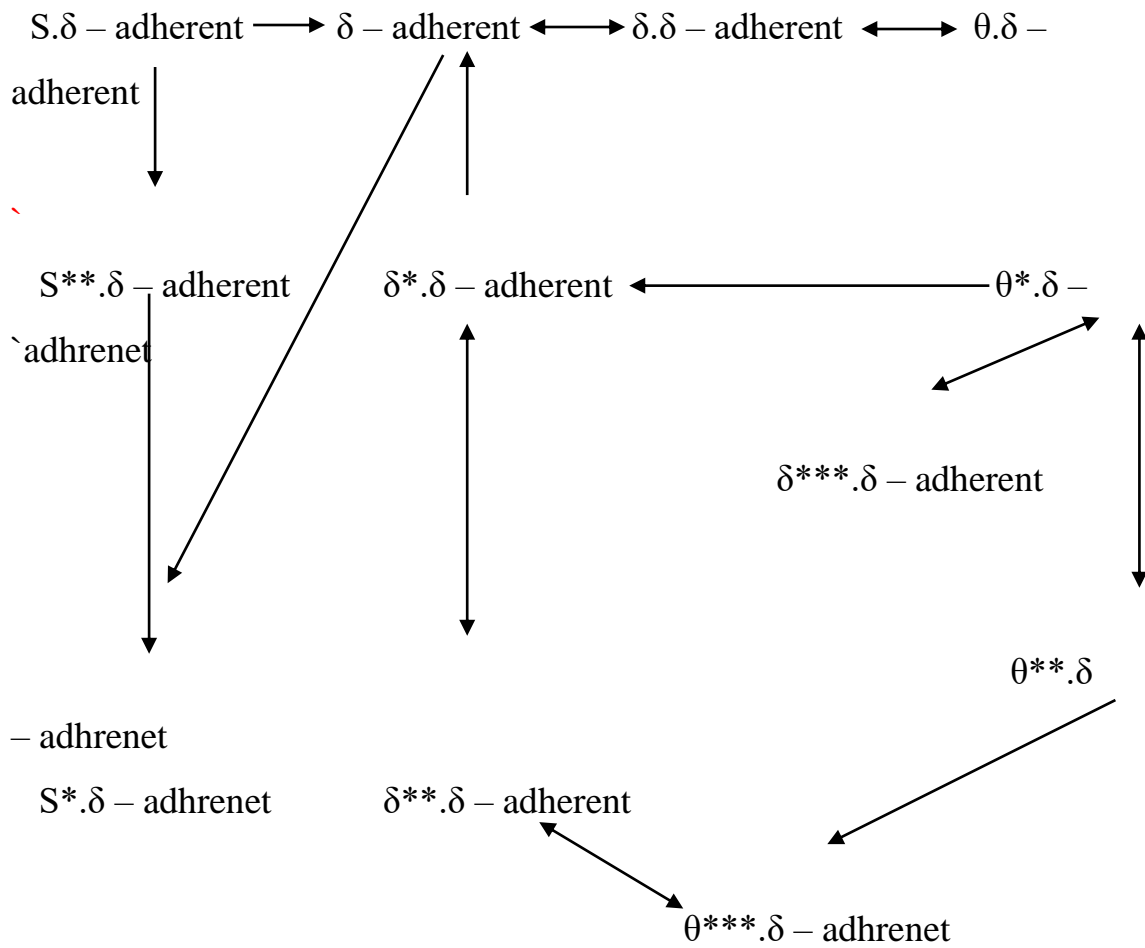 S.δ – adherent δ – adherent δ.δ – adherent θ.δ –
adherent
`
S**.δ – adherent δ*.δ – adherent θ*.δ –
`adhrenet
δ***.δ – adherent
θ**.δ
– adhrenet
S*.δ – adhrenet δ**.δ – adherent
θ***.δ – adhrenet